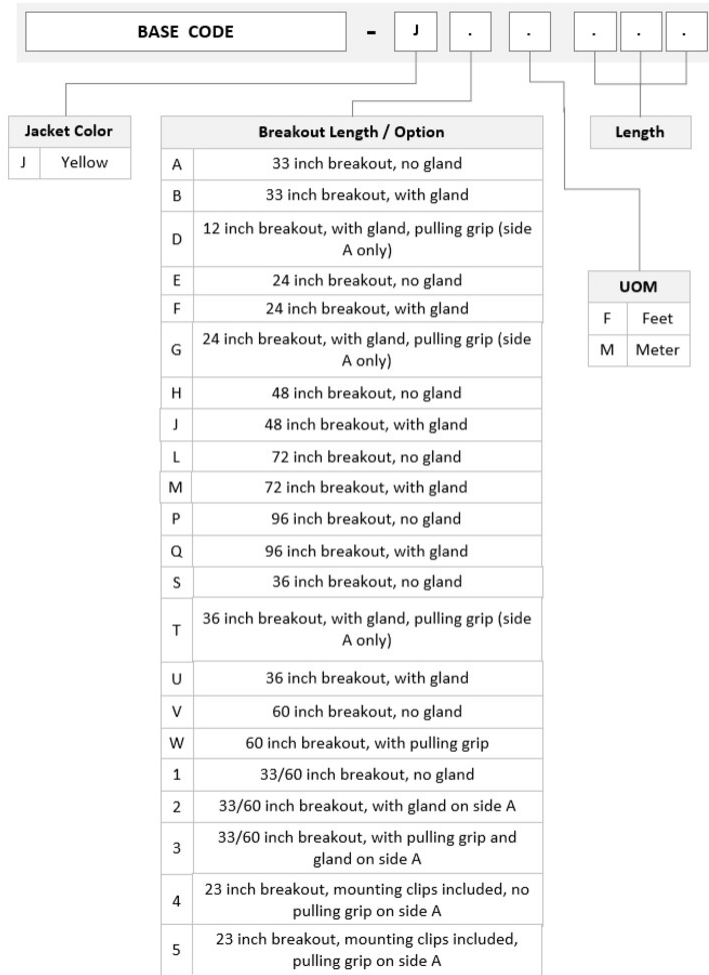 BASE CODE - J . . . . .
Jacket Color
J Yellow
Breakout Length / Option
A 33 inch breakout, no gland
B 33 inch breakout, with gland
D 12 inch breakout, with gland, pulling grip (side
A only)
E 24 inch breakout, no gland
F 24 inch breakout, with gland
G 24 inch breakout, with gland, pulling grip (side
A only)
H 48 inch breakout, no gland
J 48 inch breakout, with gland
L 72 inch breakout, no gland
M 72 inch breakout, with gland
P 96 inch breakout, no gland
Q 96 inch breakout, with gland
S 36 inch breakout, no gland
T 36 inch breakout, with gland, pulling grip (side
A only)
U 36 inch breakout, with gland
V 60 inch breakout, no gland
W 60 inch breakout, with pulling grip
1 33/60 inch breakout, no gland
2 33/60 inch breakout, with gland on side A
3 33/60 inch breakout, with pulling grip and
gland on side A
4 23 inch breakout, mounting clips included, no
pulling grip on side A
5 23 inch breakout, mounting clips included,
pulling grip on side A
Length
UOM
F Feet
M Meter